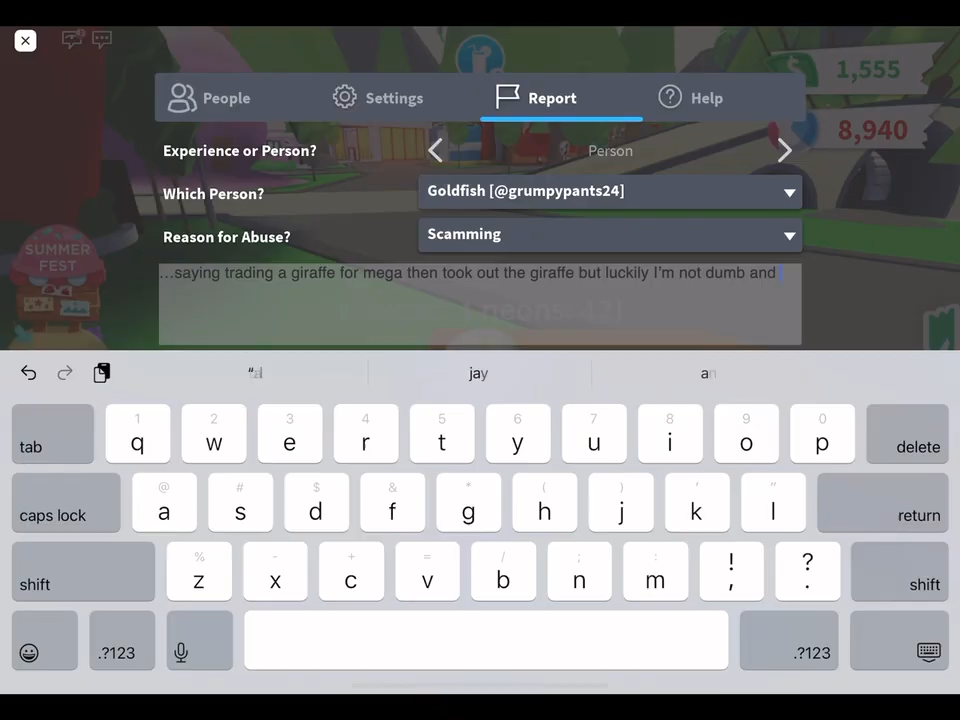 1,555
People Settings Report Help
8,940
Experience or Person? Person
Which Person? Goldfish [@grumpypants24]
Reason for Abuse? Scamming
SUMMER
FEST
...saying trading a giraffe for mega then took out the giraffe but luckily I'm not dumb and
neons: 42)
jay
1 2 3 4 5 6 7 8 9 0
tab q w e r t y u i o p delete
@ # $ & * ( ) ' "
caps lock a s d f g h j k l return
% - + = / ; : ! ?
shift z x c v b n m , . shift
.?123 .?123